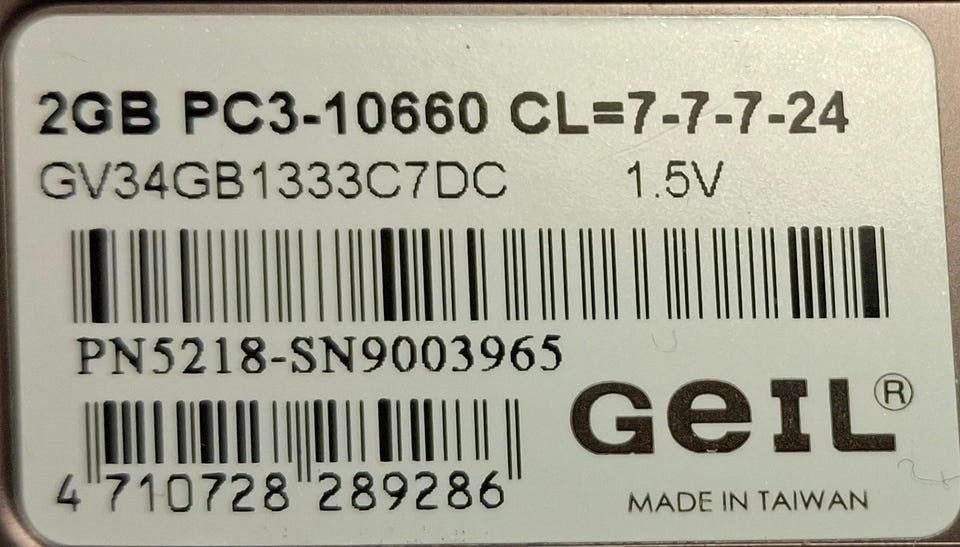 2GB PC3-10660 CL=7-7-7-24
GV34GB1333C7DC 1.5V
PN5218-SN9003965
GeIL®
4 710728 289286
MADE IN TAIWAN